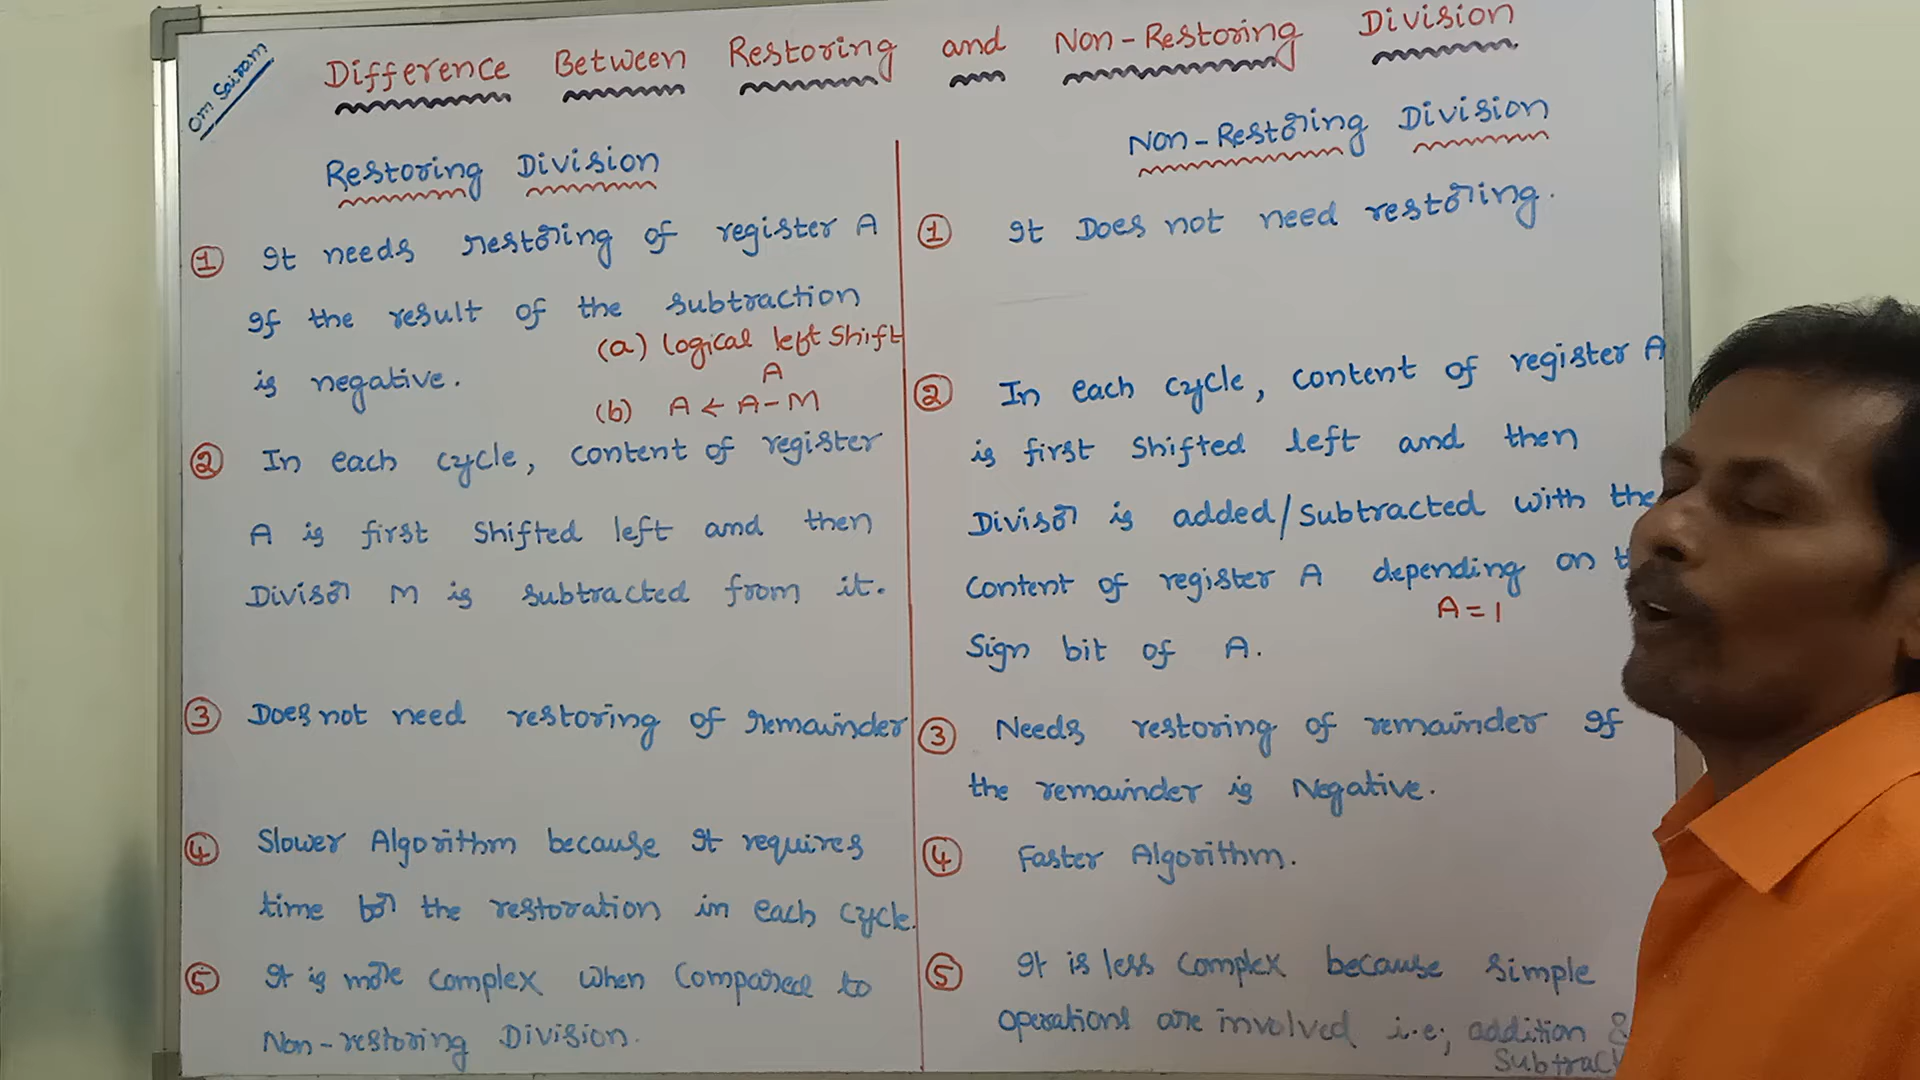 Om Sairam
Difference Between Restoring and Non-Restoring Division
Restoring Division
① It needs restoring of register A
If the result of the subtraction
is negative.
(a) Logical left Shift
A
(b) A ← A-M
② In each cycle, content of register
A is first Shifted left and then
Divisor M is subtracted from it.
③ Does not need restoring of remainder
④ Slower Algorithm because It requires
time for the restoration in each cycle.
⑤ It is more complex when compared to
Non-restoring Division.
Non-Restoring Division
① It Does not need restoring.
② In each cycle, content of register A
is first Shifted left and then
Divisor is added/Subtracted with the
content of register A depending on
A=1
Sign bit of A.
③ Needs restoring of remainder If
the remainder is Negative.
④ Faster Algorithm.
⑤ It is less complex because simple
operations are involved i.e; addition &